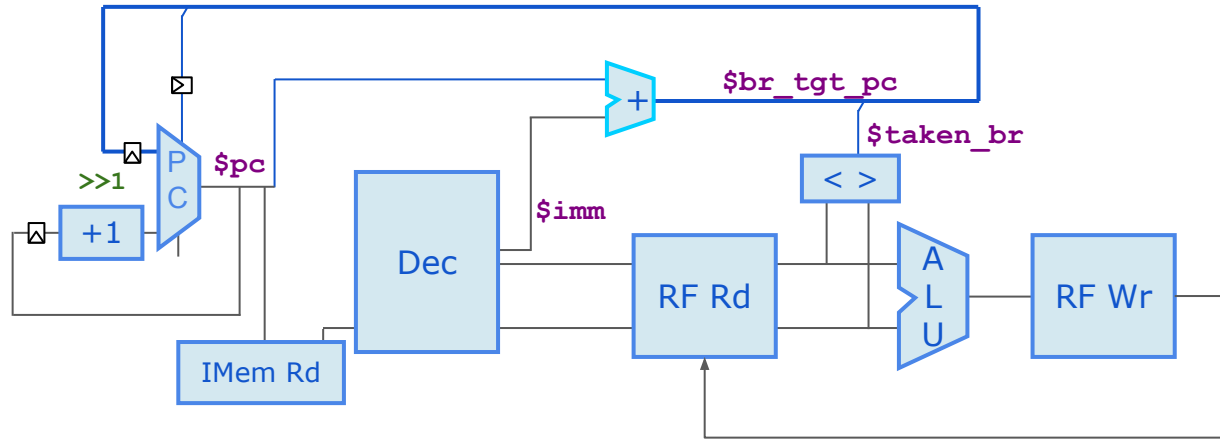 $br_tgt_pc
+
$taken_br
P
C
$pc
>>1
+1
$imm
< >
Dec
RF Rd
A
L
U
RF Wr
IMem Rd